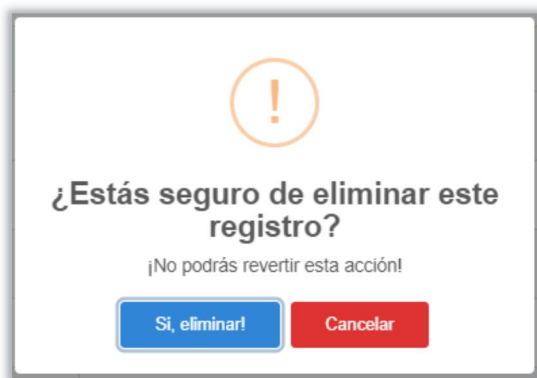 ¿Estás seguro de eliminar este
registro?
¡No podrás revertir esta acción!
Si, eliminar!
Cancelar